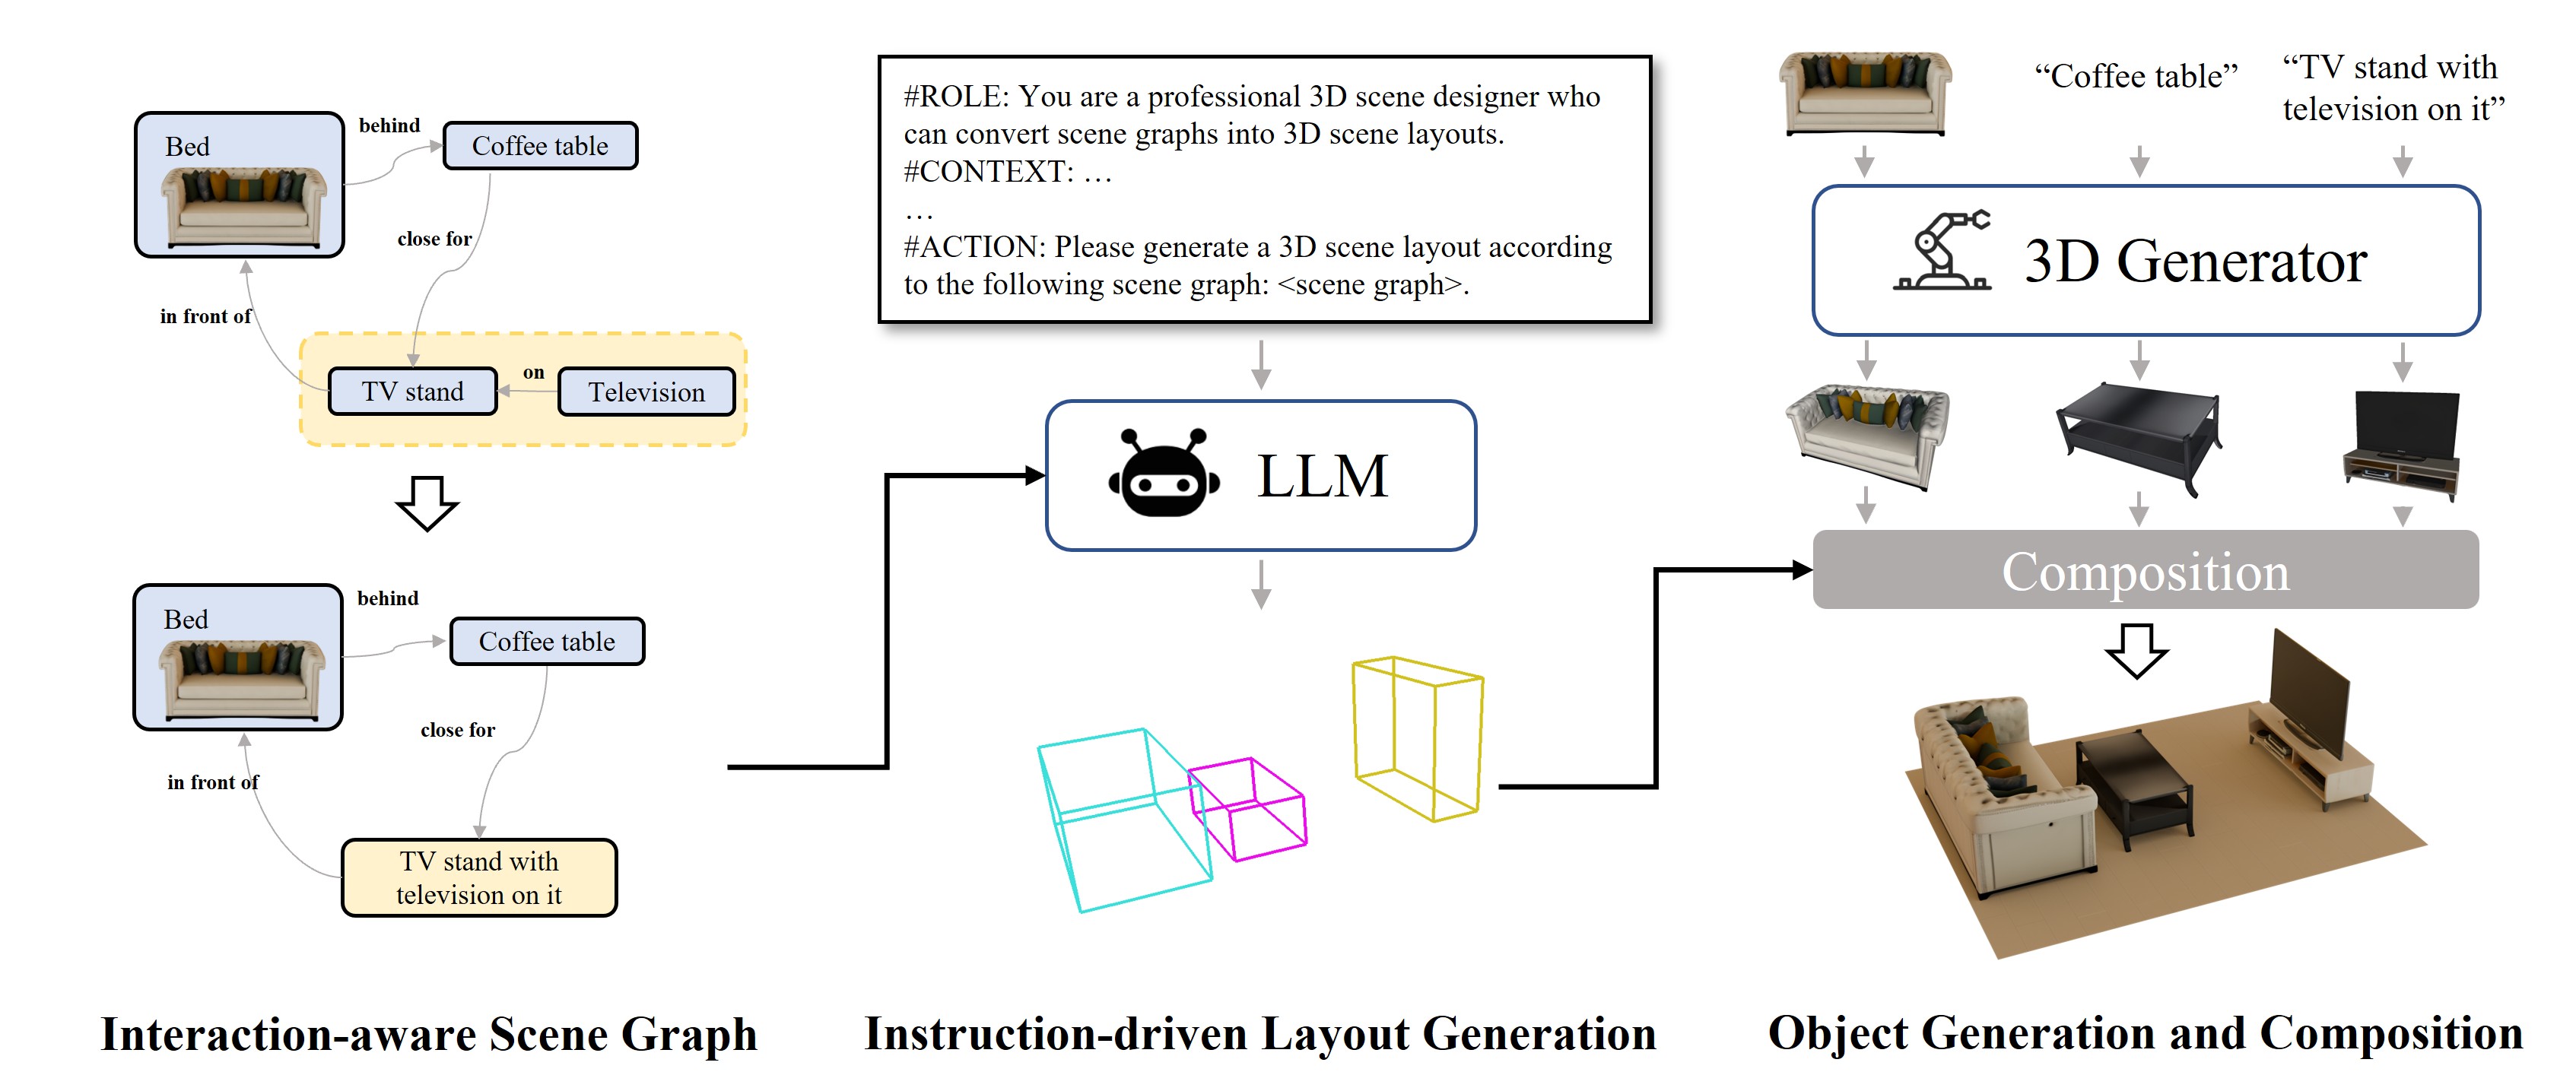 Bed
behind
Coffee table
close for
in front of
TV stand
on
Television
Bed
behind
Coffee table
close for
in front of
TV stand with
television on it
Interaction-aware Scene Graph
#ROLE: You are a professional 3D scene designer who
can convert scene graphs into 3D scene layouts.
#CONTEXT: …
…
#ACTION: Please generate a 3D scene layout according
to the following scene graph: <scene graph>.
LLM
Instruction-driven Layout Generation
“Coffee table”
“TV stand with
television on it”
3D Generator
Composition
Object Generation and Composition